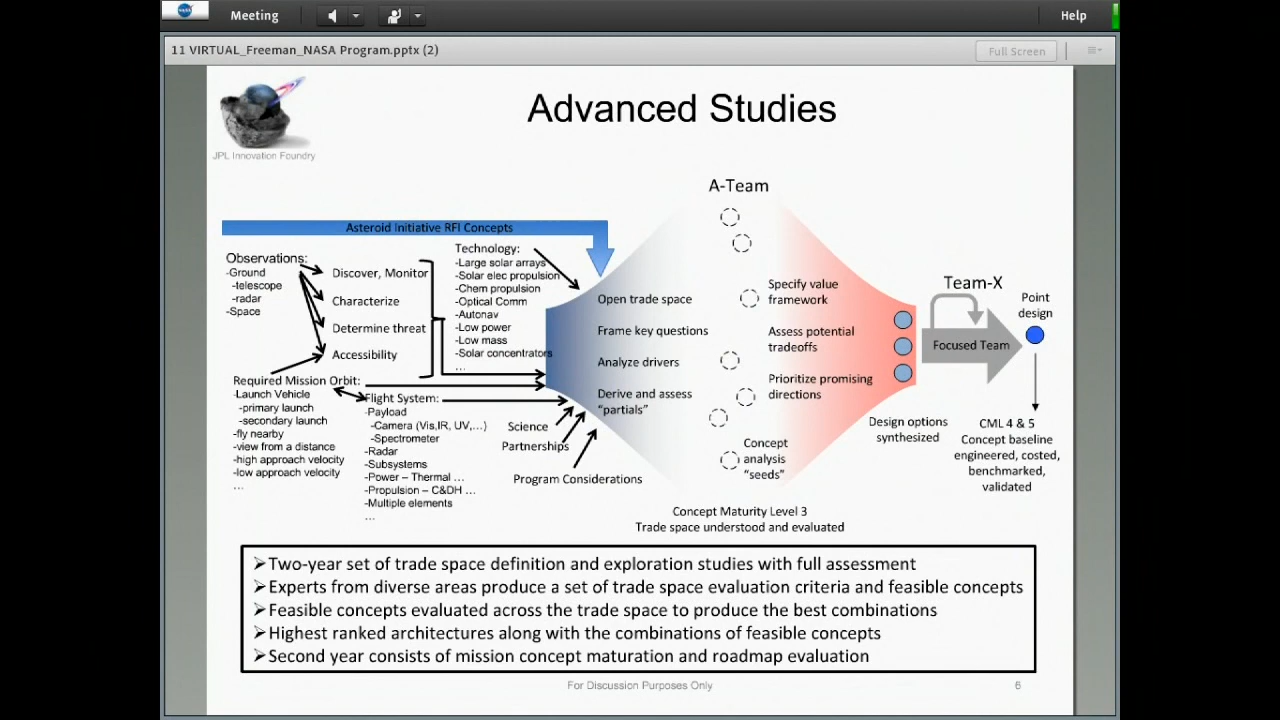 Meeting
Help
11 VIRTUAL_Freeman_NASA Program.pptx (2)
Full Screen
JPL Innovation Foundry
Advanced Studies
A-Team
Asteroid Initiative RFI Concepts
Observations:
-Ground
-telescope
-radar
-Space
Discover, Monitor
Characterize
Determine threat
Accessibility
Technology:
-Large solar arrays
-Solar elec propulsion
-Chem propulsion
-Optical Comm
-Autonav
-Low power
-Low mass
-Solar concentrators
…
Required Mission Orbit:
-Launch Vehicle
-primary launch
-secondary launch
-fly nearby
-view from a distance
-high approach velocity
-low approach velocity
…
Flight System:
-Payload
-Camera (Vis,IR, UV,…)
-Spectrometer
-Radar
-Subsystems
-Power – Thermal …
-Propulsion – C&DH …
-Multiple elements
…
Science
Partnerships
Program Considerations
Open trade space
Frame key questions
Analyze drivers
Derive and assess
“partials”
Specify value
framework
Assess potential
tradeoffs
Prioritize promising
directions
Concept
analysis
“seeds”
Concept Maturity Level 3
Trade space understood and evaluated
Design options
synthesized
Team-X
Focused Team
Point
design
CML 4 & 5
Concept baseline
engineered, costed,
benchmarked,
validated
➢Two-year set of trade space definition and exploration studies with full assessment
➢Experts from diverse areas produce a set of trade space evaluation criteria and feasible concepts
➢Feasible concepts evaluated across the trade space to produce the best combinations
➢Highest ranked architectures along with the combinations of feasible concepts
➢Second year consists of mission concept maturation and roadmap evaluation
For Discussion Purposes Only
6